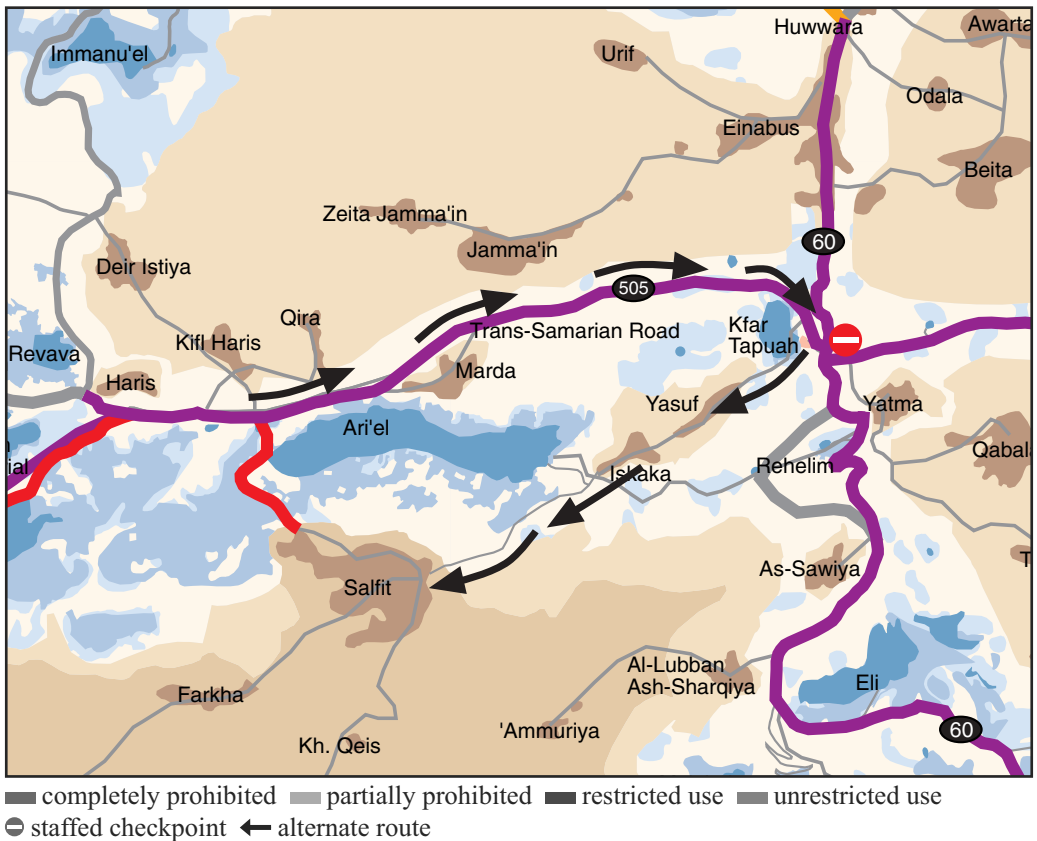 Immanu'el
Huwwara
Awarta
Urif
Odala
Einabus
Beita
Zeita Jamma'in
60
Jamma'in
Deir Istiya
505
Qira
Trans-Samarian Road
Kfar
Tapuah
Kifl Haris
Revava
Haris
Marda
Yasuf
Yatma
Ari'el
Qabal
ial
Rehelim
Iskaka
As-Sawiya
T
Salfit
Al-Lubban
Ash-Sharqiya
Eli
Farkha
'Ammuriya
60
Kh. Qeis
completely prohibited partially prohibited restricted use unrestricted use
staffed checkpoint alternate route